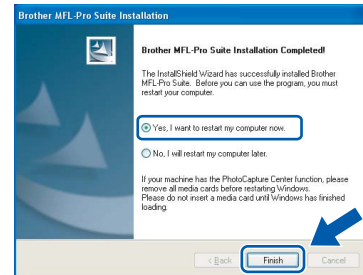 Brother MFL-Pro Suite Installation
Brother MFL-Pro Suite Installation Completed!
The InstallShield Wizard has successfully installed Brother
MFL-Pro Suite. Before you can use the program, you must
restart your computer.
Yes, I want to restart my computer now.
No, I will restart my computer later.
If your machine has the PhotoCapture Center function, please
remove all media cards before restarting Windows.
Please do not insert a media card until Windows has finished
loading.
< Back Finish Cancel